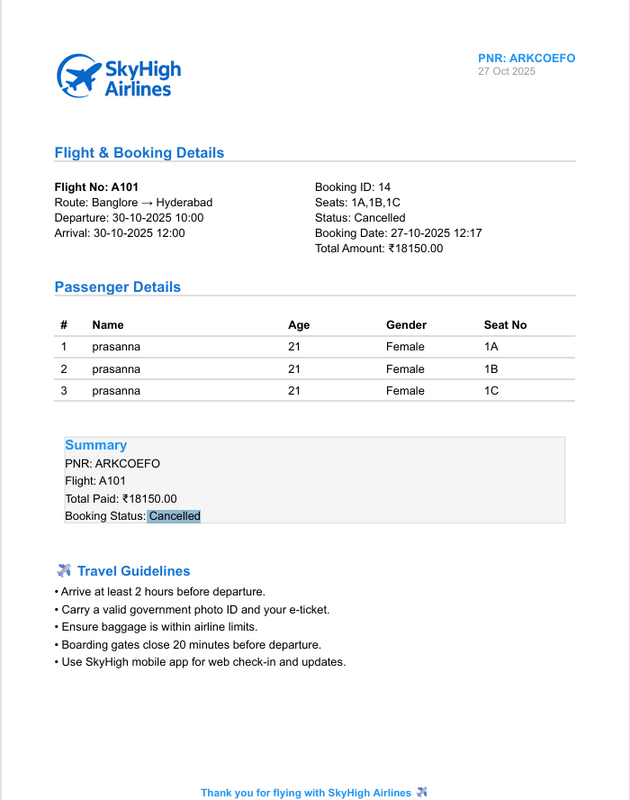 SkyHigh
Airlines
PNR: ARKCOEFO
27 Oct 2025
Flight & Booking Details
Flight No: A101
Route: Banglore → Hyderabad
Departure: 30-10-2025 10:00
Arrival: 30-10-2025 12:00
Booking ID: 14
Seats: 1A,1B,1C
Status: Cancelled
Booking Date: 27-10-2025 12:17
Total Amount: ₹18150.00
Passenger Details
# Name Age Gender Seat No
1 prasanna 21 Female 1A
2 prasanna 21 Female 1B
3 prasanna 21 Female 1C
Summary
PNR: ARKCOEFO
Flight: A101
Total Paid: ₹18150.00
Booking Status: Cancelled
✈️ Travel Guidelines
• Arrive at least 2 hours before departure.
• Carry a valid government photo ID and your e-ticket.
• Ensure baggage is within airline limits.
• Boarding gates close 20 minutes before departure.
• Use SkyHigh mobile app for web check-in and updates.
Thank you for flying with SkyHigh Airlines ✈️